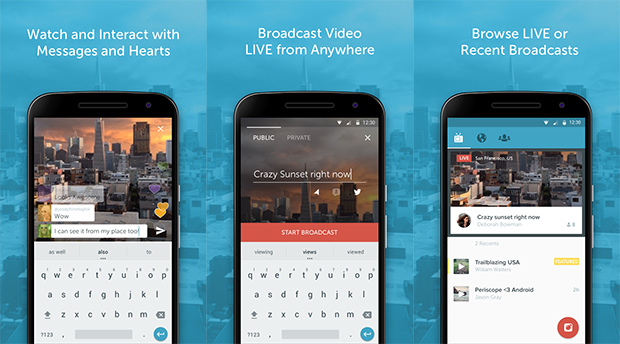 Watch and Interact with
Messages and Hearts
Wow
I can see it from my place too!
as well also to
q w e r t y u i o p
a s d f g h j k l
z x c v b n m
?123 , .
Broadcast Video
LIVE from Anywhere
12:30
PUBLIC PRIVATE
Crazy Sunset right now
START BROADCAST
viewing views viewed
q w e r t y u i o p
a s d f g h j k l
z x c v b n m
?123 , .
Browse LIVE or
Recent Broadcasts
12:30
LIVE San Francisco, US
Crazy sunset right now
Deborah Bowman 8
2 Recents
Trailblazing USA FEATURED
William Walters
Periscope <3 Android
Jason Gray